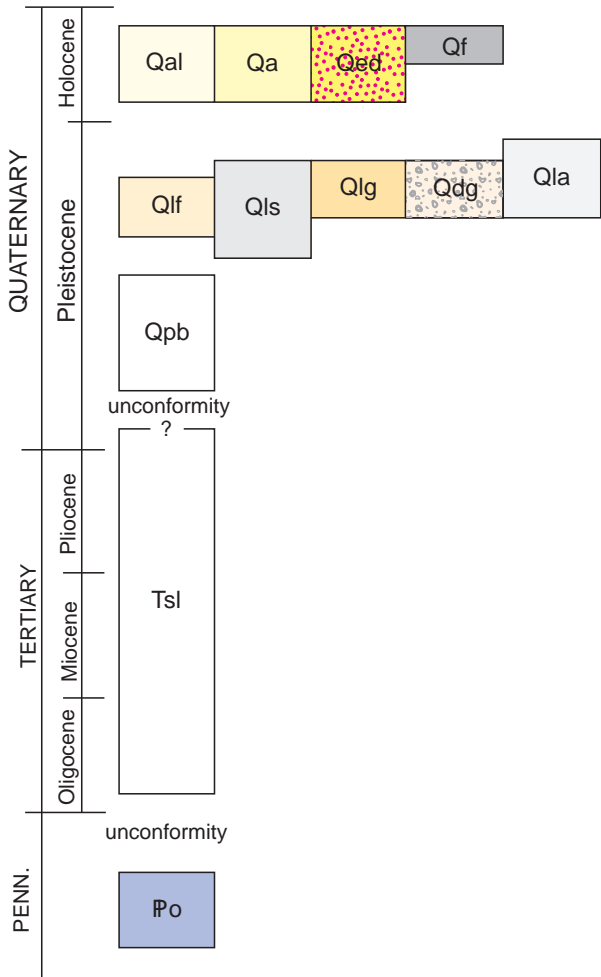 QUATERNARY
Holocene
Qal Qa Qed Qf
Pleistocene
Qlf Qls Qlg Qdg Qla
Qpb
unconformity
?
TERTIARY
Pliocene
Miocene
Tsl
Oligocene
unconformity
PENN.
IPo